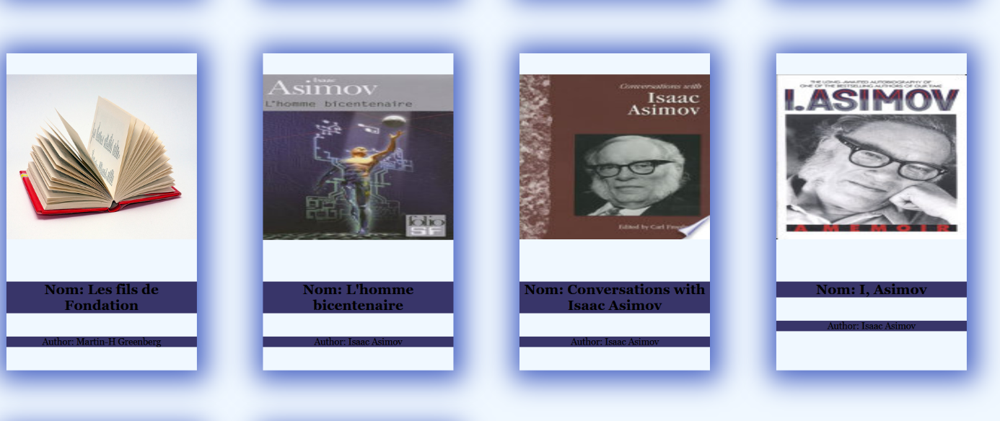 Isaac
Asimov
L'homme bicentenaire
folio
SF
Conversations with
Isaac
Asimov
Edited by Carl
THE LONG-AWAITED AUTOBIOGRAPHY OF
ONE OF THE BESTSELLING AUTHORS OF OUR TIME
I.ASIMOV
A MEMOIR
Nom: Les fils de
Fondation
Author: Martin-H Greenberg
Nom: L'homme
bicentenaire
Author: Isaac Asimov
Nom: Conversations with
Isaac Asimov
Author: Isaac Asimov
Nom: I, Asimov
Author: Isaac Asimov